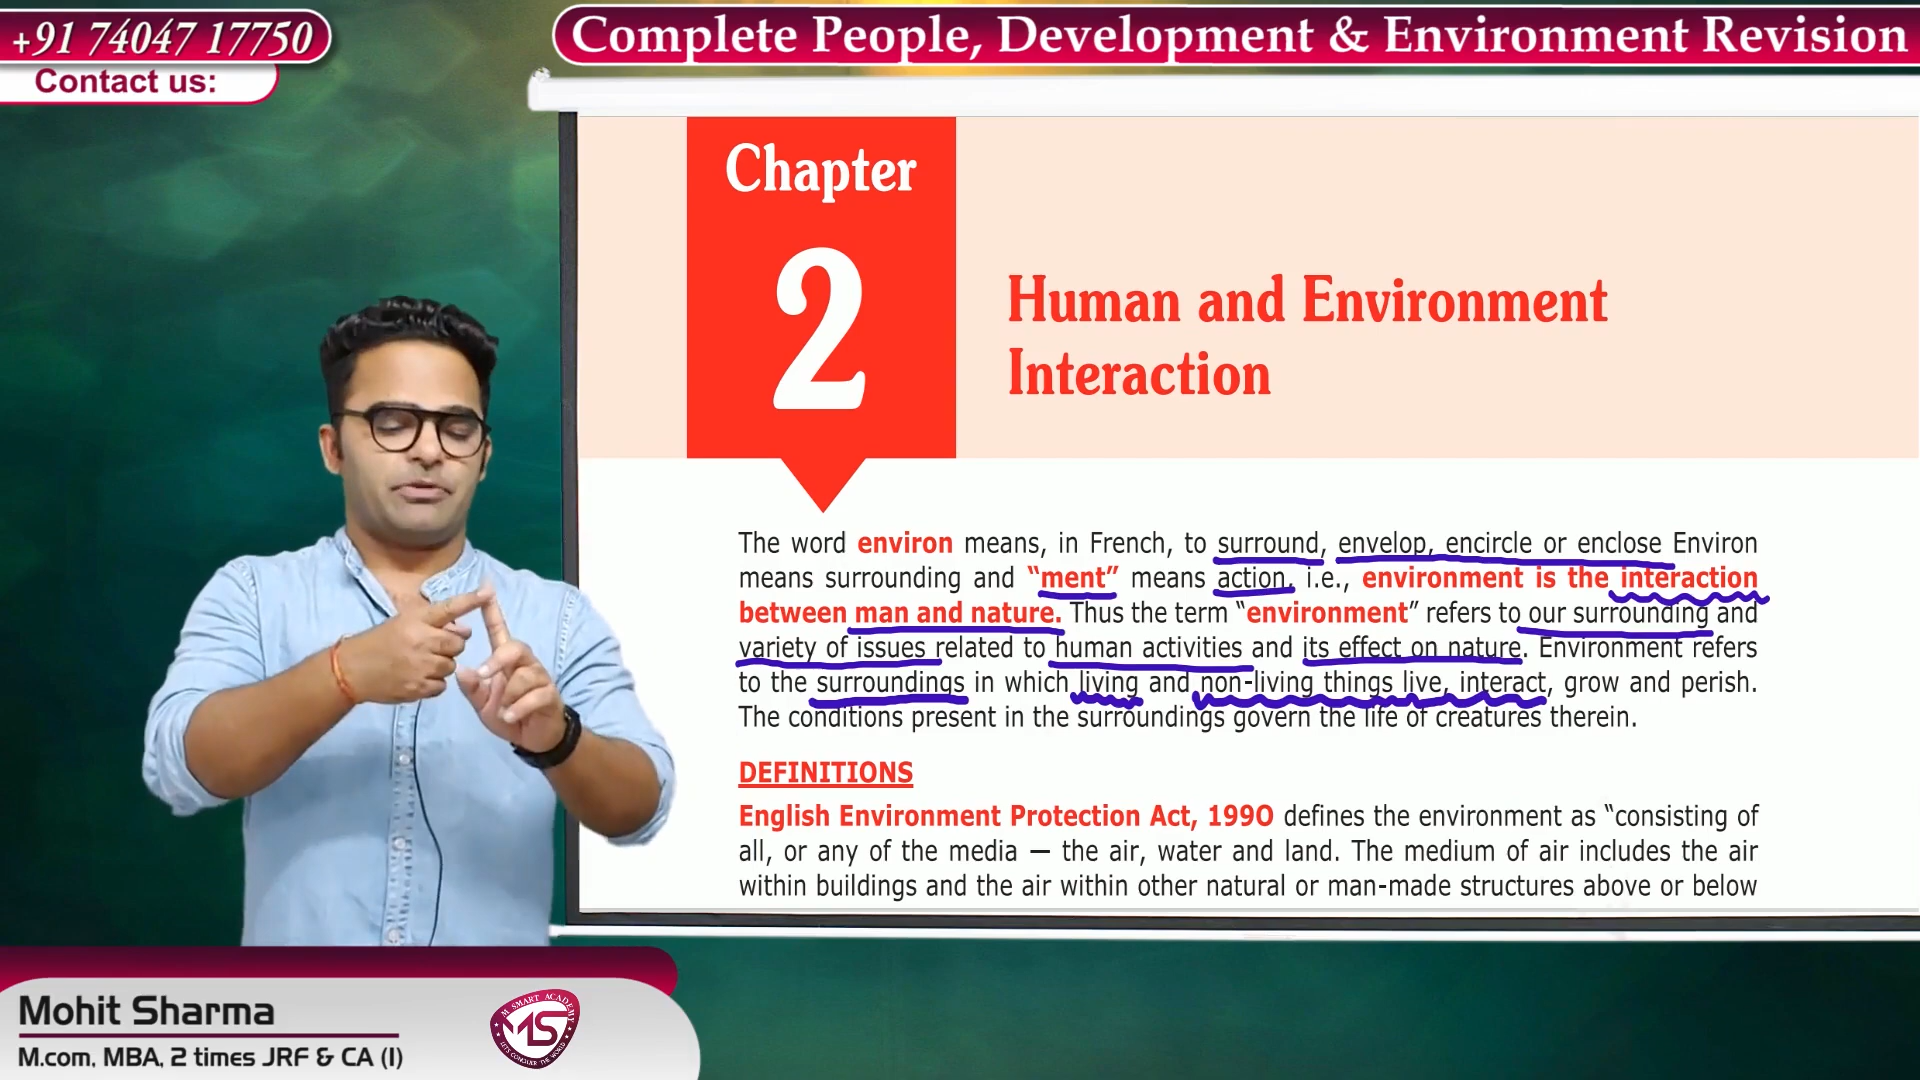 +91 74047 17750
Contact us:
Complete People, Development & Environment Revision
Chapter
2
Human and Environment
Interaction
The word environ means, in French, to surround, envelop, encircle or enclose Environ
means surrounding and “ment” means action, i.e., environment is the interaction
between man and nature. Thus the term “environment” refers to our surrounding and
variety of issues related to human activities and its effect on nature. Environment refers
to the surroundings in which living and non-living things live, interact, grow and perish.
The conditions present in the surroundings govern the life of creatures therein.
DEFINITIONS
English Environment Protection Act, 1990 defines the environment as “consisting of
all, or any of the media — the air, water and land. The medium of air includes the air
within buildings and the air within other natural or man-made structures above or below
Mohit Sharma
M.com, MBA, 2 times JRF & CA (I)
M SMART ACADEMY
MS
LETS CONQUER THE WORLD